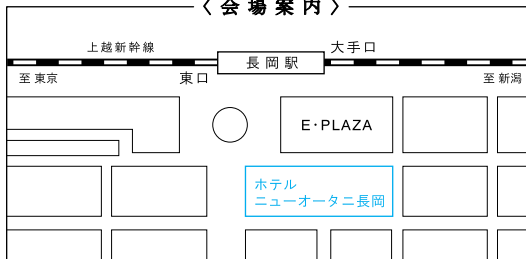 〈会場案内〉
上越新幹線
大手口
長岡駅
至東京
東口
至新潟
E・PLAZA
ホテル
ニューオータニ長岡